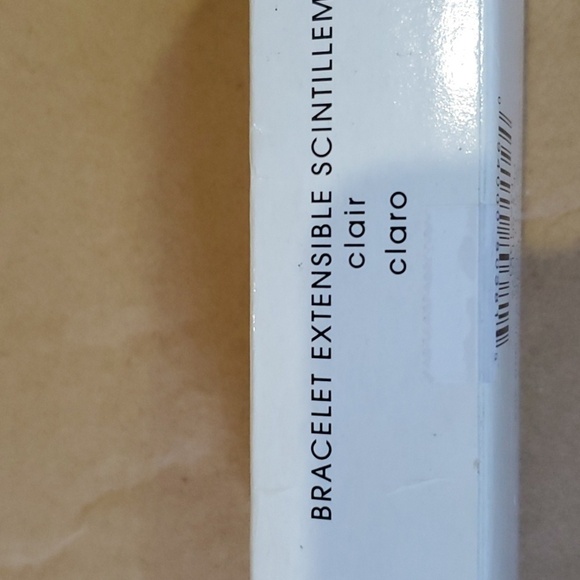 BRACELET EXTENSIBLE SCINTILLEM
clair
claro